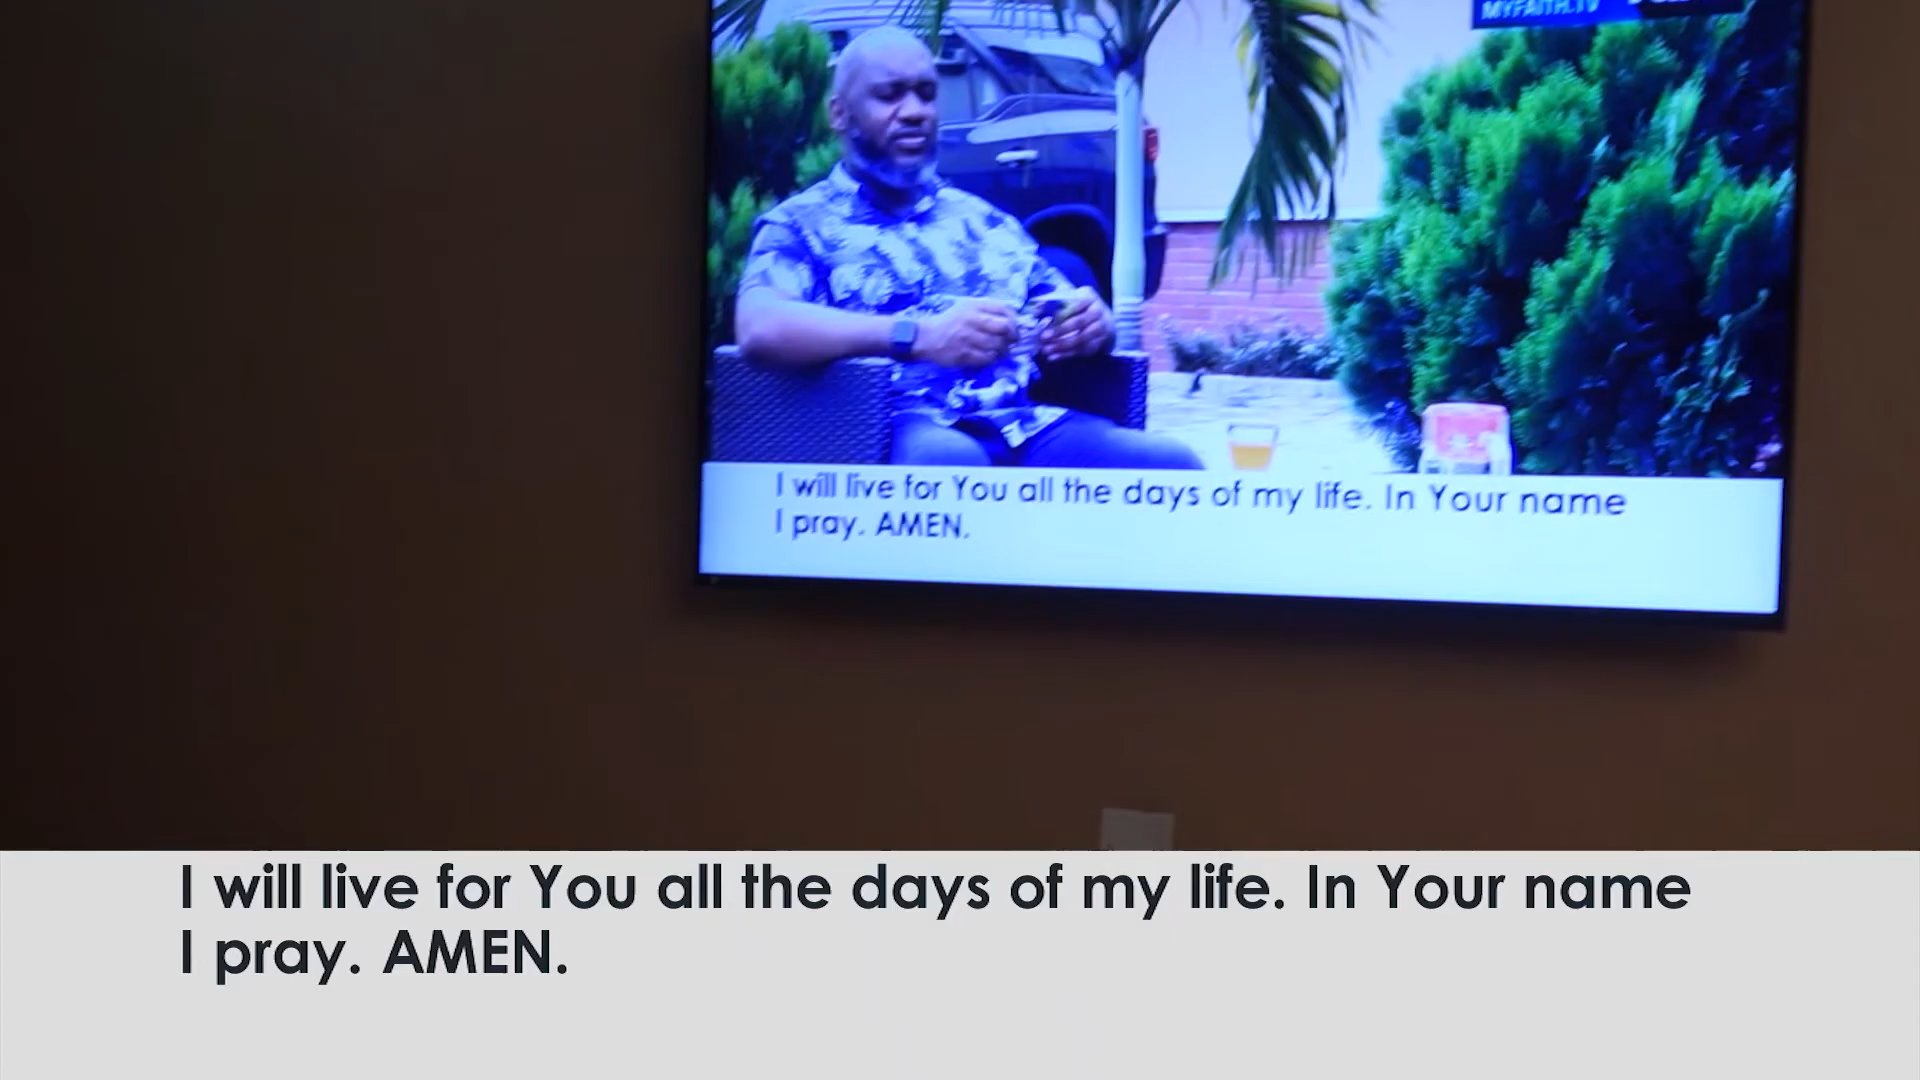 MYFAITH.TV
I will live for You all the days of my life. In Your name
I pray. AMEN.
I will live for You all the days of my life. In Your name
I pray. AMEN.